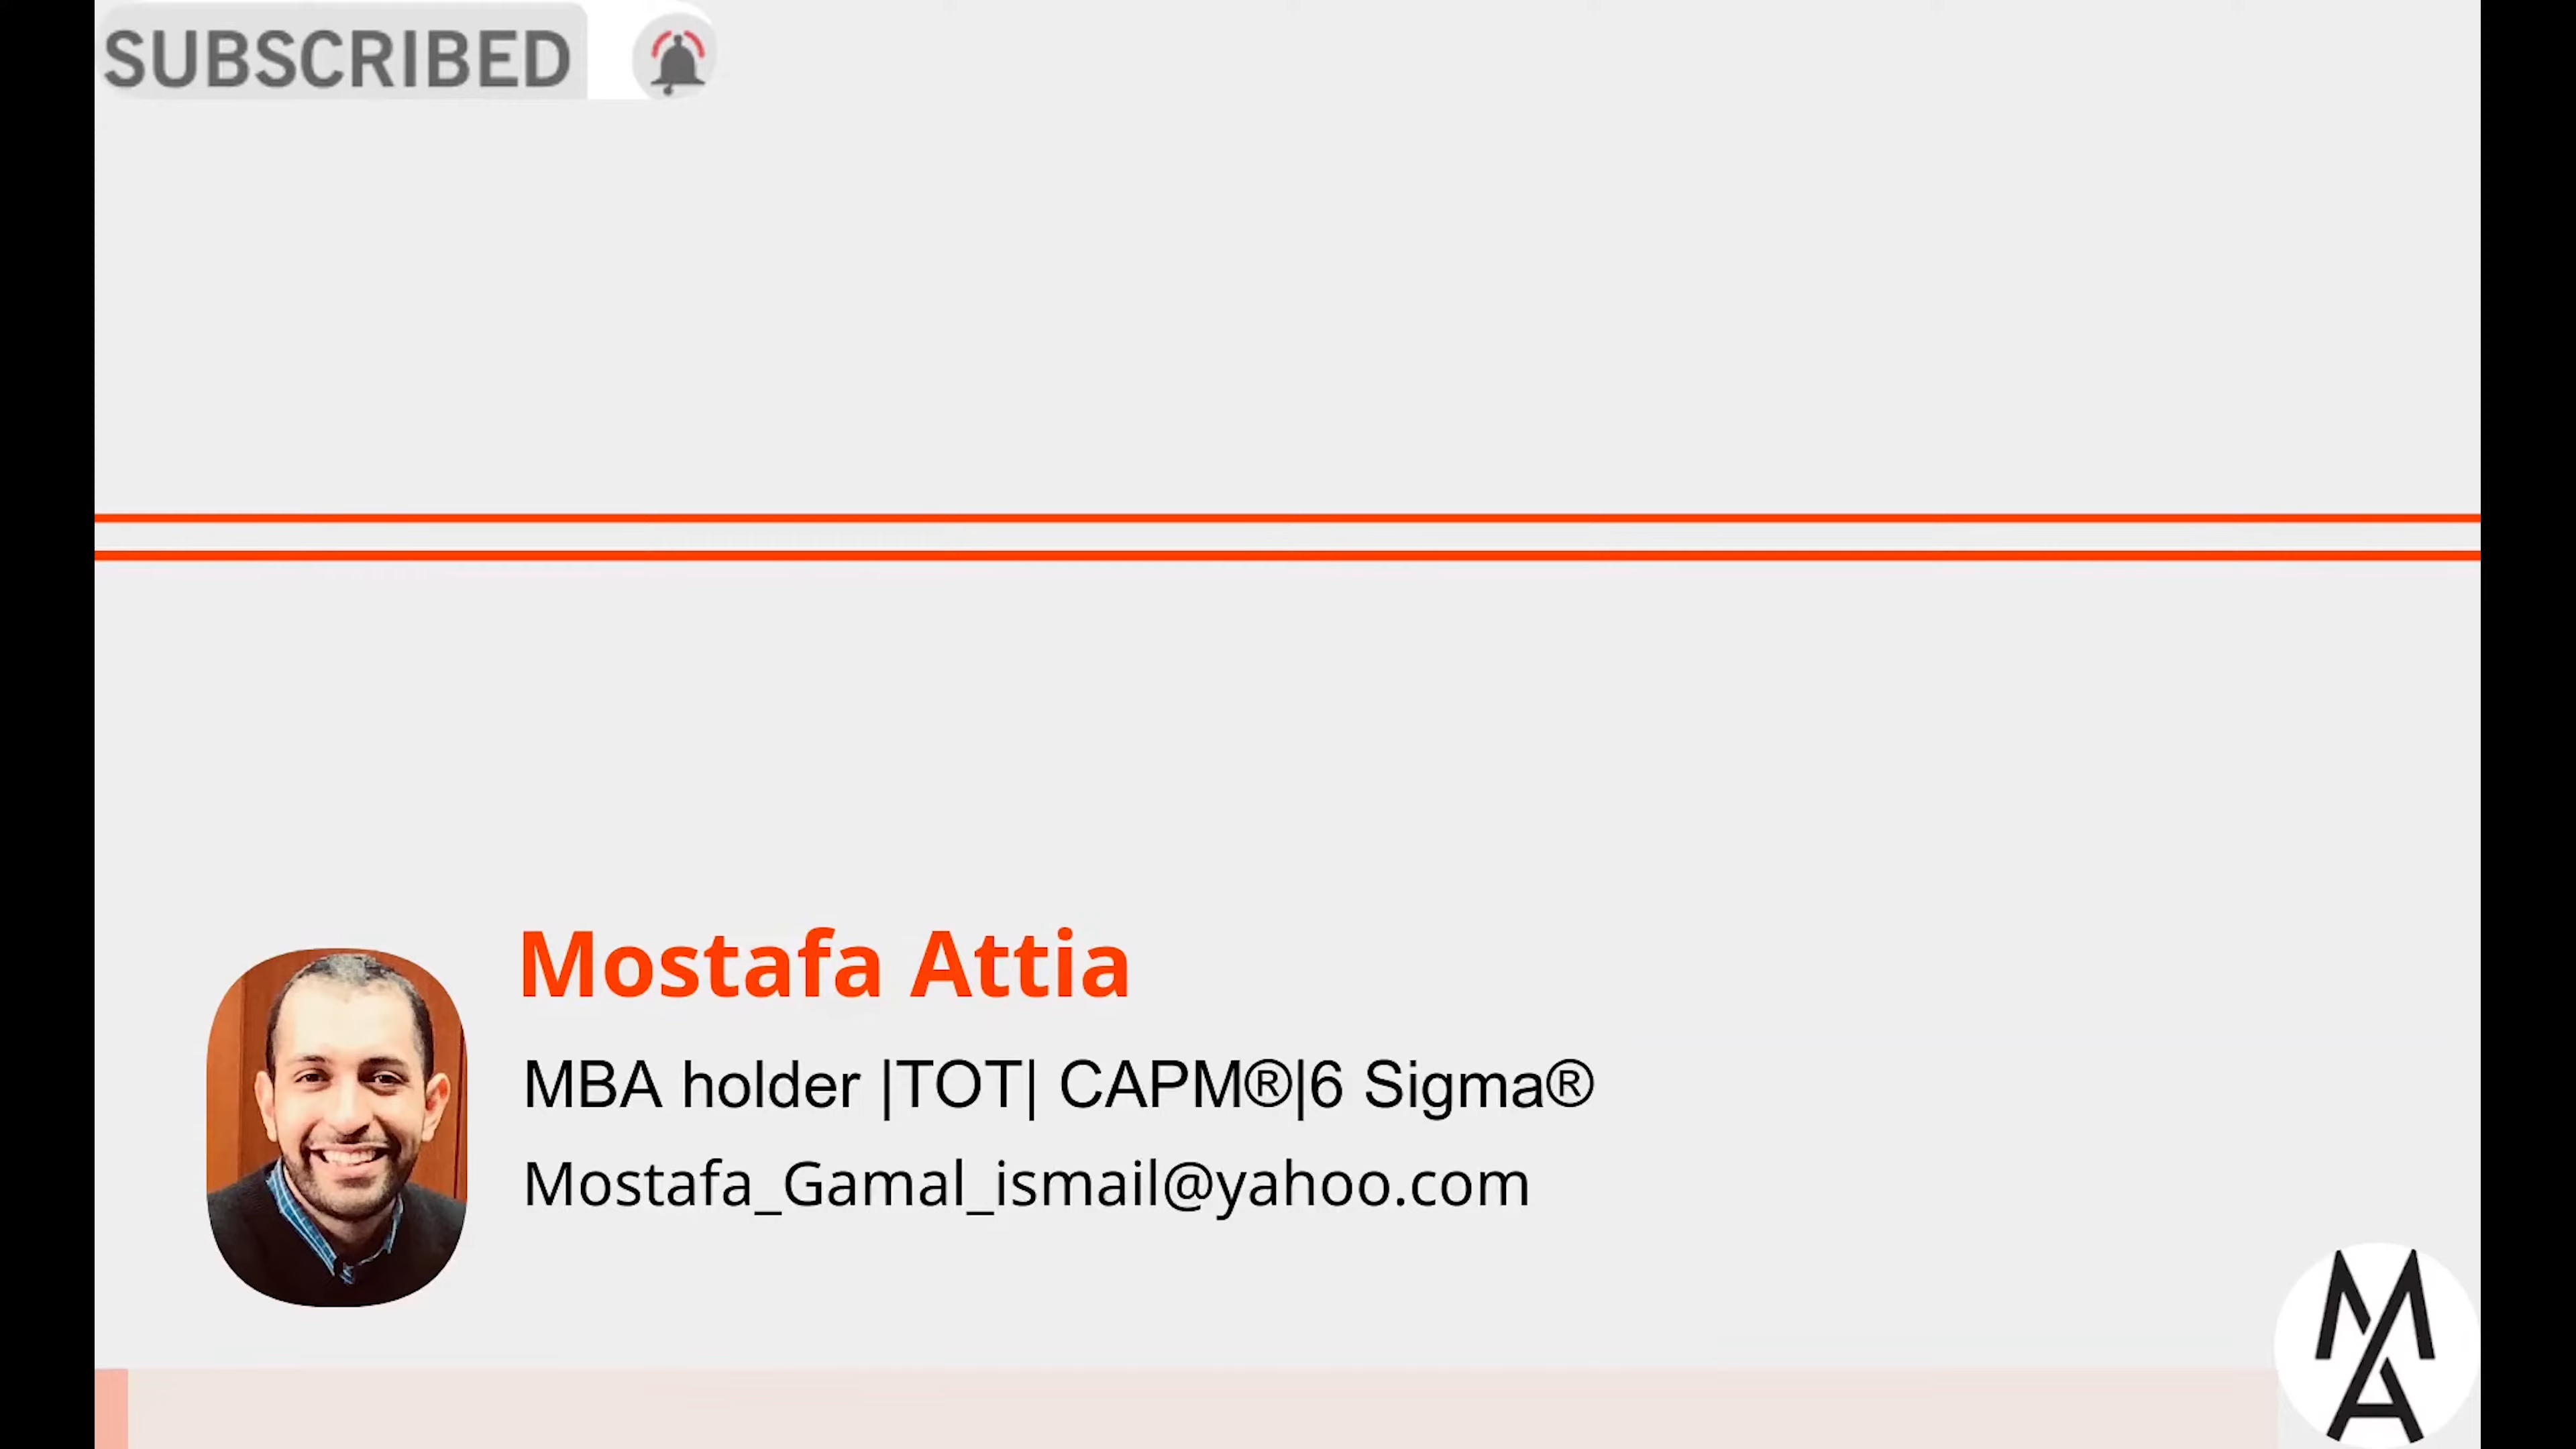 SUBSCRIBED
Mostafa Attia
MBA holder |TOT| CAPM®|6 Sigma®
Mostafa_Gamal_ismail@yahoo.com
MA